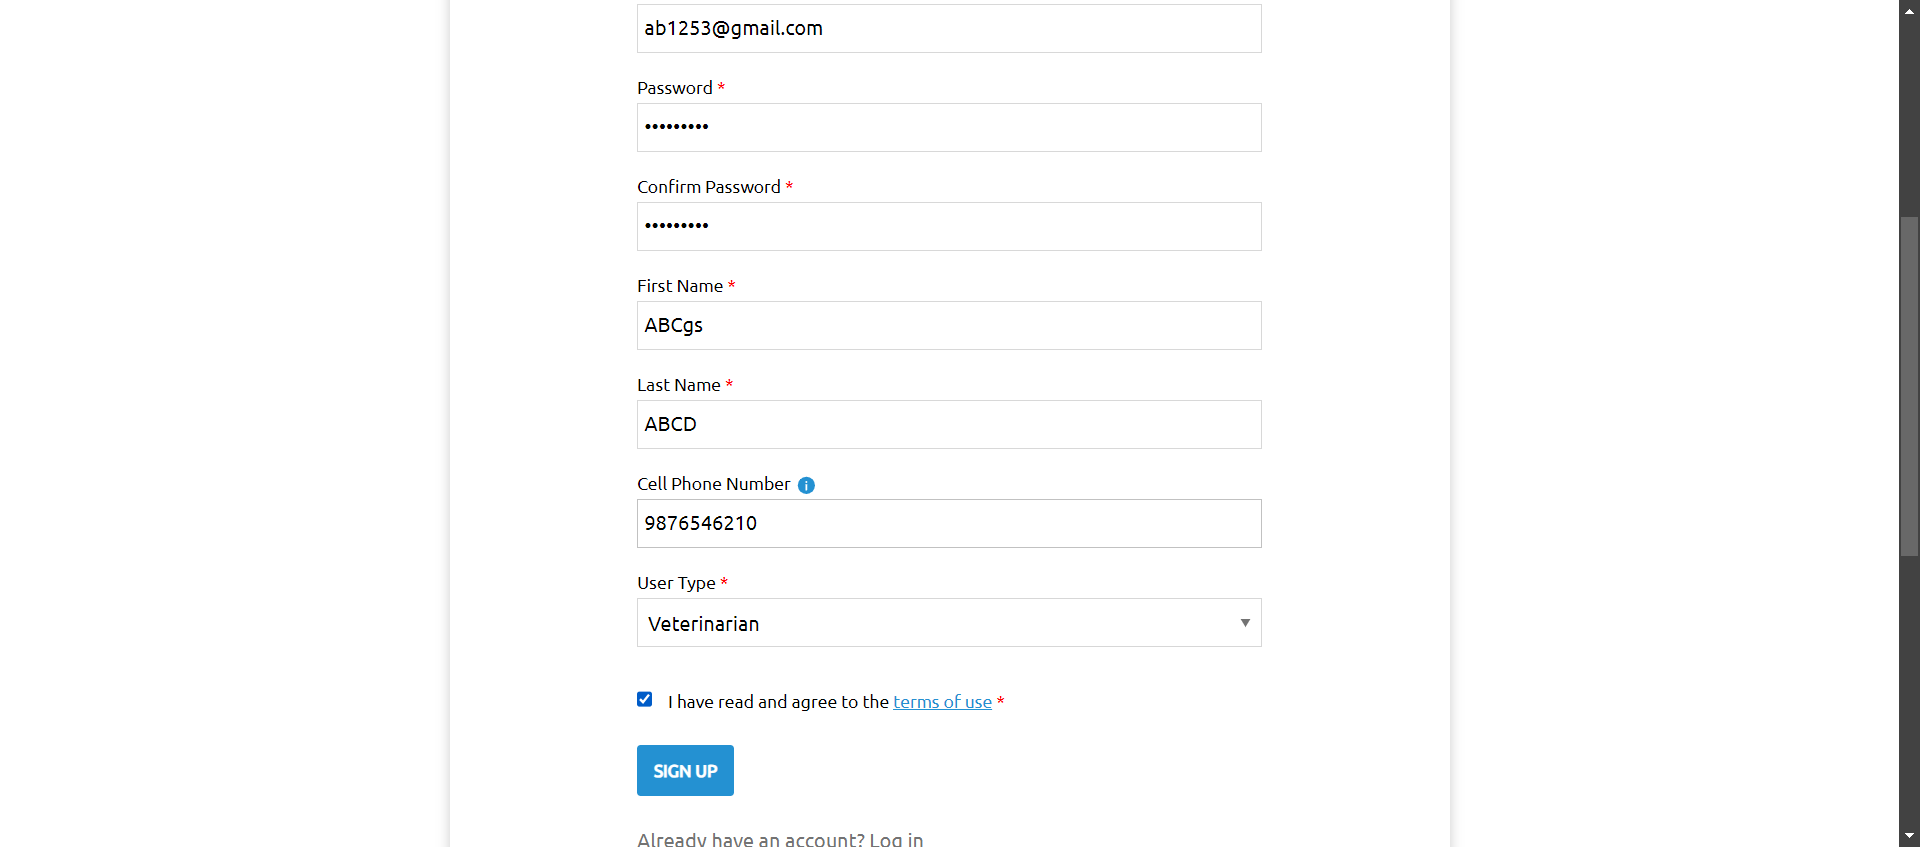 ab1253@gmail.com
Password *
•••••••••
Confirm Password *
•••••••••
First Name *
ABCgs
Last Name *
ABCD
Cell Phone Number i
9876546210
User Type *
Veterinarian
I have read and agree to the terms of use *
SIGN UP
Already have an account? Log in